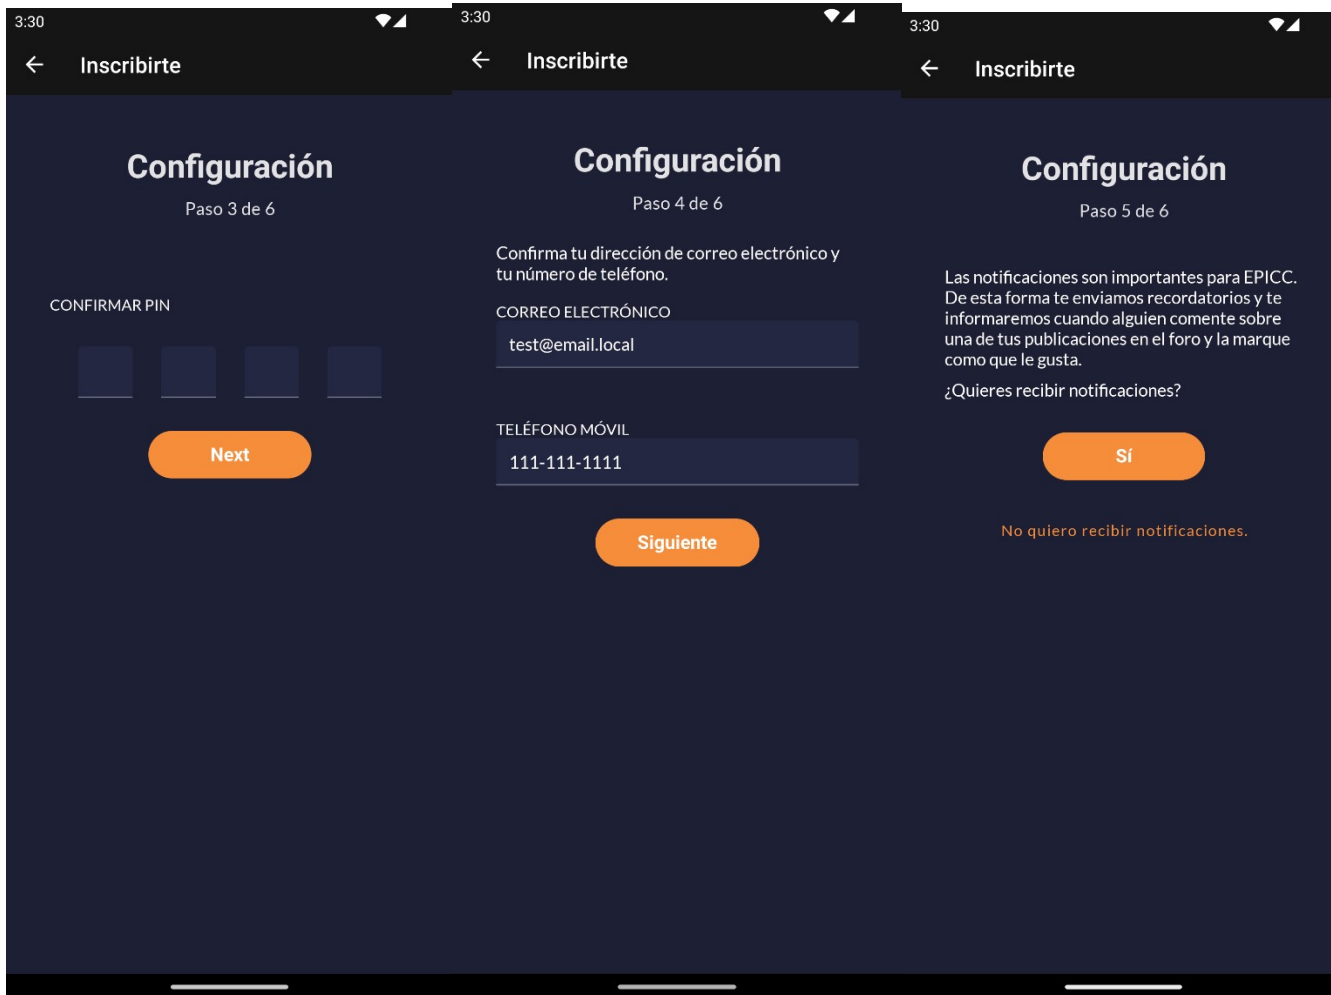 3:30
Inscribirte
Configuración
Paso 3 de 6
CONFIRMAR PIN
Next
3:30
Inscribirte
Configuración
Paso 4 de 6
Confirma tu dirección de correo electrónico y
tu número de teléfono.
CORREO ELECTRÓNICO
test@email.local
TELÉFONO MÓVIL
111-111-1111
Siguiente
3:30
Inscribirte
Configuración
Paso 5 de 6
Las notificaciones son importantes para EPICC.
De esta forma te enviamos recordatorios y te
informaremos cuando alguien comente sobre
una de tus publicaciones en el foro y la marque
como que le gusta.
¿Quieres recibir notificaciones?
Sí
No quiero recibir notificaciones.